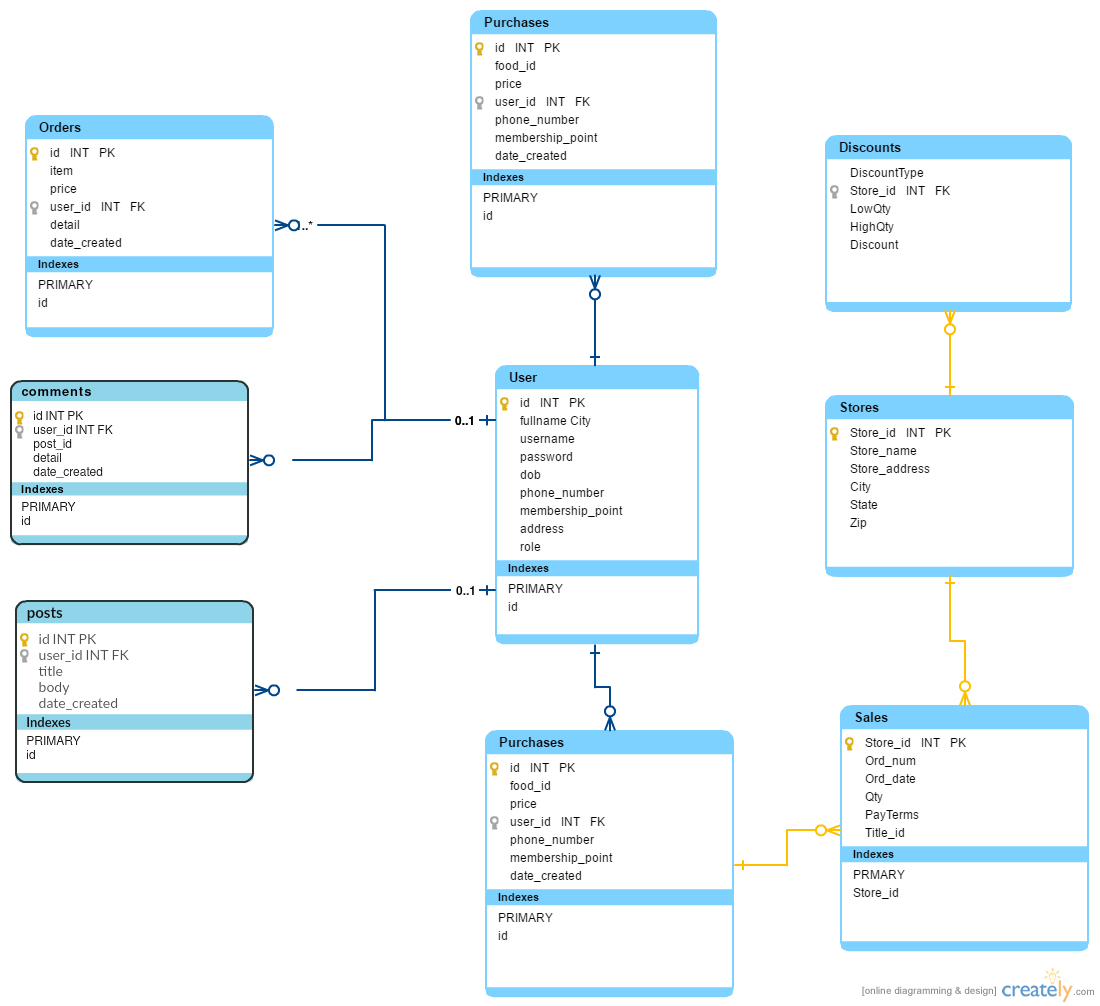 Purchases
id INT PK
food_id
price
user_id INT FK
phone_number
membership_point
date_created
Indexes
PRIMARY
id
Orders
id INT PK
item
price
user_id INT FK
detail
date_created
Indexes
PRIMARY
id
..*
Discounts
DiscountType
Store_id INT FK
LowQty
HighQty
Discount
comments
id INT PK
user_id INT FK
post_id
detail
date_created
Indexes
PRIMARY
id
0..1
User
id INT PK
fullname City
username
password
dob
phone_number
membership_point
address
role
Indexes
PRIMARY
id
Stores
Store_id INT PK
Store_name
Store_address
City
State
Zip
0..1
posts
id INT PK
user_id INT FK
title
body
date_created
Indexes
PRIMARY
id
Purchases
id INT PK
food_id
price
user_id INT FK
phone_number
membership_point
date_created
Indexes
PRIMARY
id
Sales
Store_id INT PK
Ord_num
Ord_date
Qty
PayTerms
Title_id
Indexes
PRMARY
Store_id
[online diagramming & design] creately.com